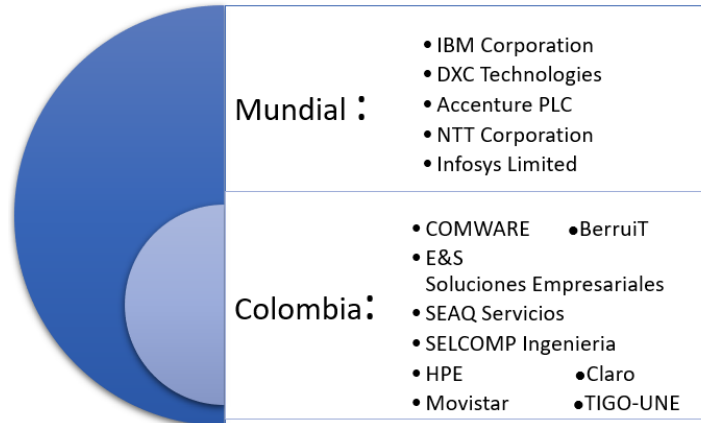 Mundial :
• IBM Corporation
• DXC Technologies
• Accenture PLC
• NTT Corporation
• Infosys Limited
Colombia:
• COMWARE •BerruiT
• E&S
Soluciones Empresariales
• SEAQ Servicios
• SELCOMP Ingenieria
• HPE •Claro
• Movistar •TIGO-UNE